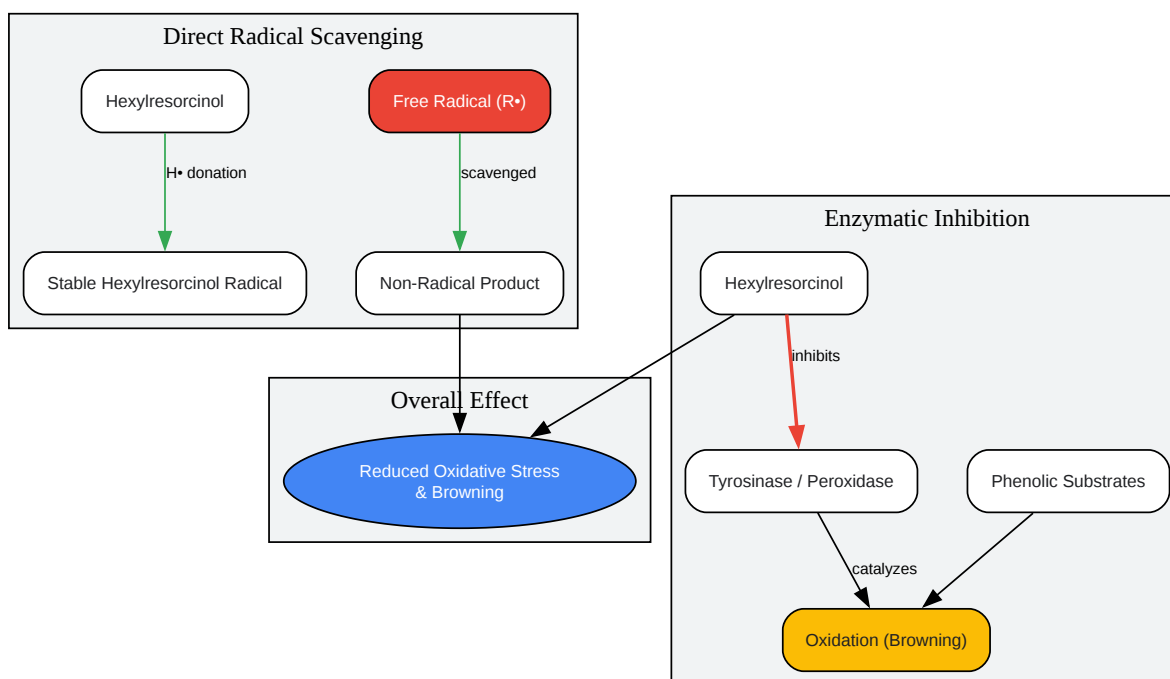 Direct Radical Scavenging
Hexylresorcinol
Free Radical (R•)
H• donation
scavenged
Stable Hexylresorcinol Radical
Non-Radical Product
Enzymatic Inhibition
Hexylresorcinol
inhibits
Tyrosinase / Peroxidase
Phenolic Substrates
catalyzes
Oxidation (Browning)
Overall Effect
Reduced Oxidative Stress
& Browning